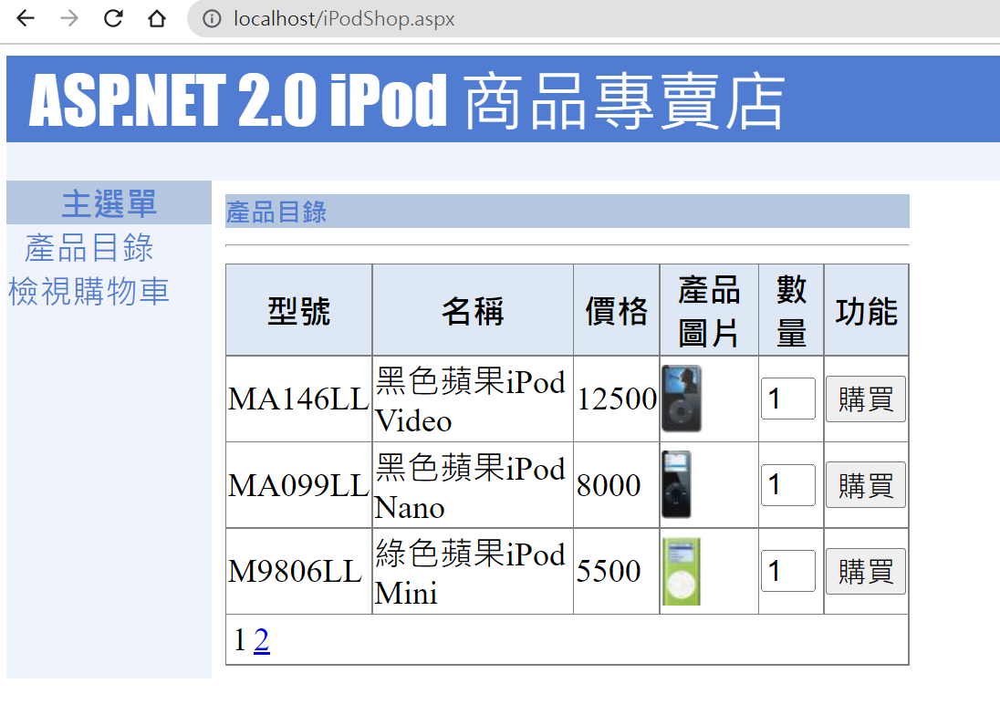 localhost/iPodShop.aspx
ASP.NET 2.0 iPod 商品專賣店
主選單
產品目錄
檢視購物車
產品目錄
型號 名稱 價格 產品圖片 數量 功能
MA146LL 黑色蘋果iPod Video 12500 1 購買
MA099LL 黑色蘋果iPod Nano 8000 1 購買
M9806LL 綠色蘋果iPod Mini 5500 1 購買
1 2